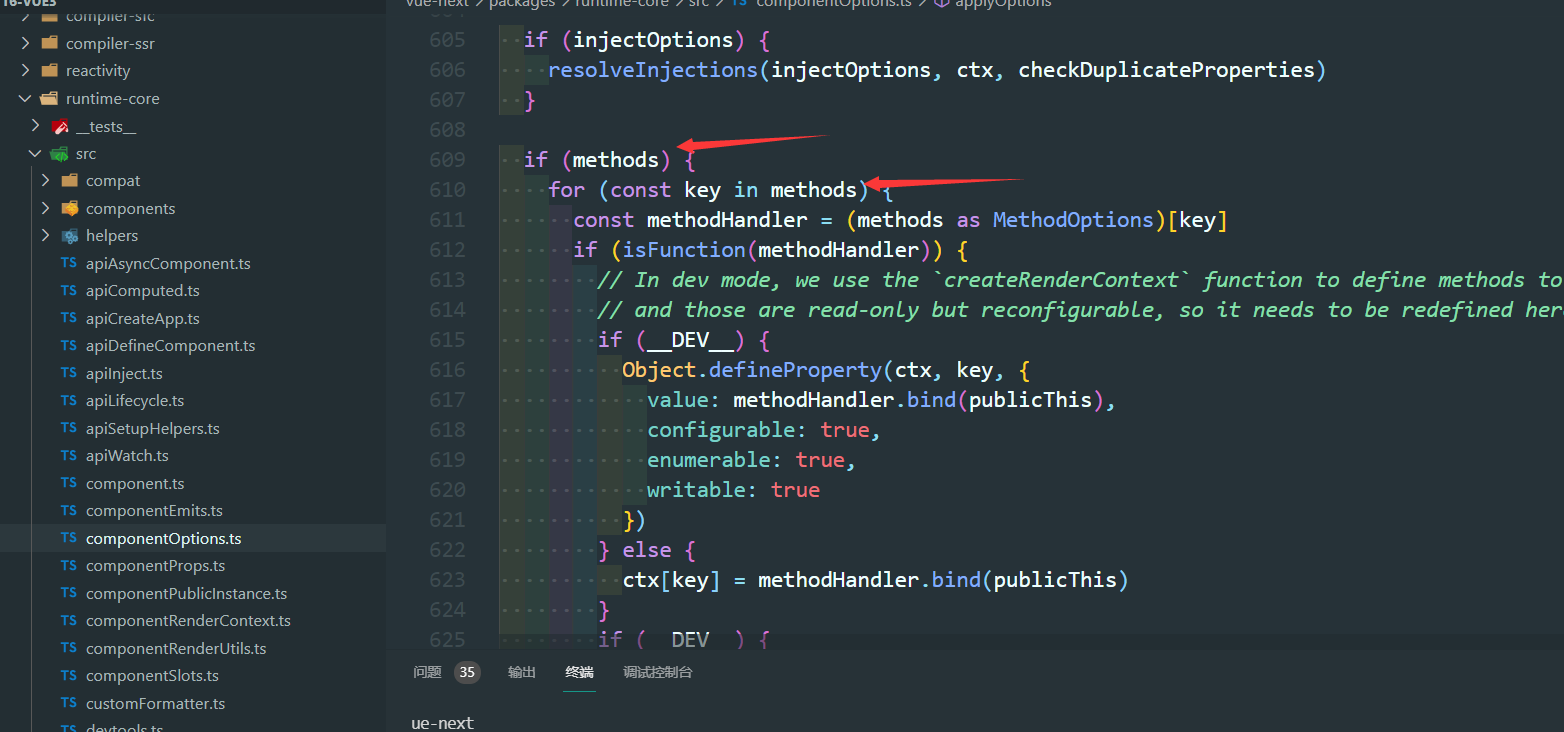 16-VUE3
compiler-sfc
compiler-ssr
reactivity
runtime-core
__tests__
src
compat
components
helpers
TS apiAsyncComponent.ts
TS apiComputed.ts
TS apiCreateApp.ts
TS apiDefineComponent.ts
TS apiInject.ts
TS apiLifecycle.ts
TS apiSetupHelpers.ts
TS apiWatch.ts
TS component.ts
TS componentEmits.ts
TS componentOptions.ts
TS componentProps.ts
TS componentPublicInstance.ts
TS componentRenderContext.ts
TS componentRenderUtils.ts
TS componentSlots.ts
TS customFormatter.ts
TS devtools.ts
vue-next > packages > runtime-core > src > TS componentOptions.ts > applyOptions
605 if (injectOptions) {
606 resolveInjections(injectOptions, ctx, checkDuplicateProperties)
607 }
608
609 if (methods) {
610 for (const key in methods) {
611 const methodHandler = (methods as MethodOptions)[key]
612 if (isFunction(methodHandler)) {
613 // In dev mode, we use the `createRenderContext` function to define methods to
614 // and those are read-only but reconfigurable, so it needs to be redefined her
615 if (__DEV__) {
616 Object.defineProperty(ctx, key, {
617 value: methodHandler.bind(publicThis),
618 configurable: true,
619 enumerable: true,
620 writable: true
621 })
622 } else {
623 ctx[key] = methodHandler.bind(publicThis)
624 }
625 if (__DEV__) {
问题 35 输出 终端 调试控制台
ue-next